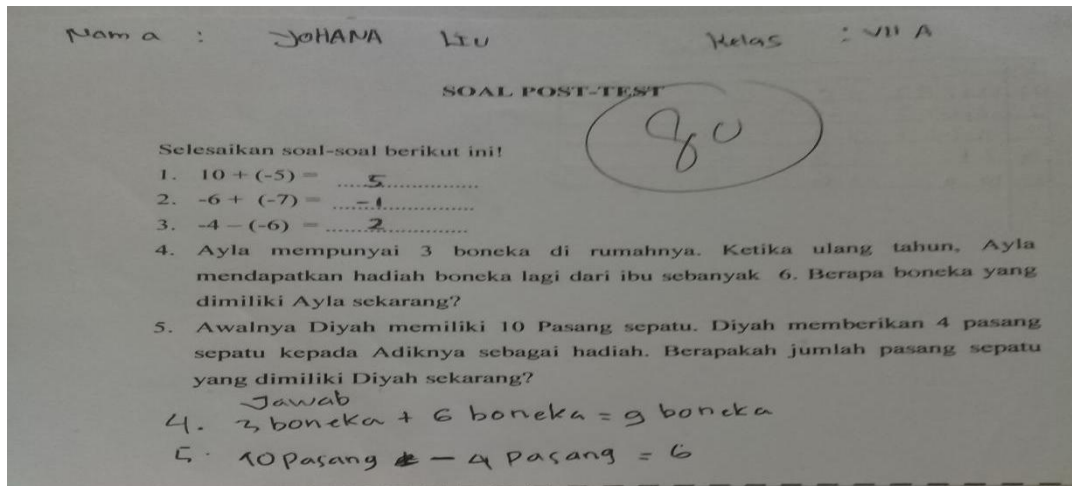 Nama : JOHANA LIU Kelas : VII A
SOAL POST-TEST
80
Selesaikan soal-soal berikut ini!
1. 10 + (-5) = ....5................
2. -6 + (-7) = ...-1................
3. -4 – (-6) = ......2..............
4. Ayla mempunyai 3 boneka di rumahnya. Ketika ulang tahun, Ayla
mendapatkan hadiah boneka lagi dari ibu sebanyak 6. Berapa boneka yang
dimiliki Ayla sekarang?
5. Awalnya Diyah memiliki 10 Pasang sepatu. Diyah memberikan 4 pasang
sepatu kepada Adiknya sebagai hadiah. Berapakah jumlah pasang sepatu
yang dimiliki Diyah sekarang?
Jawab
4. 3 boneka + 6 boneka = 9 boneka
5. 10 Pasang - 4 Pasang = 6